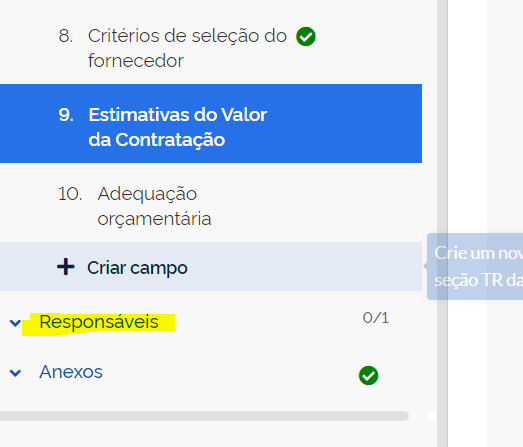 8. Critérios de seleção do
fornecedor
9. Estimativas do Valor
da Contratação
10. Adequação
orçamentária
Criar campo
Crie um nov
seção TR da
Responsáveis 0/1
Anexos